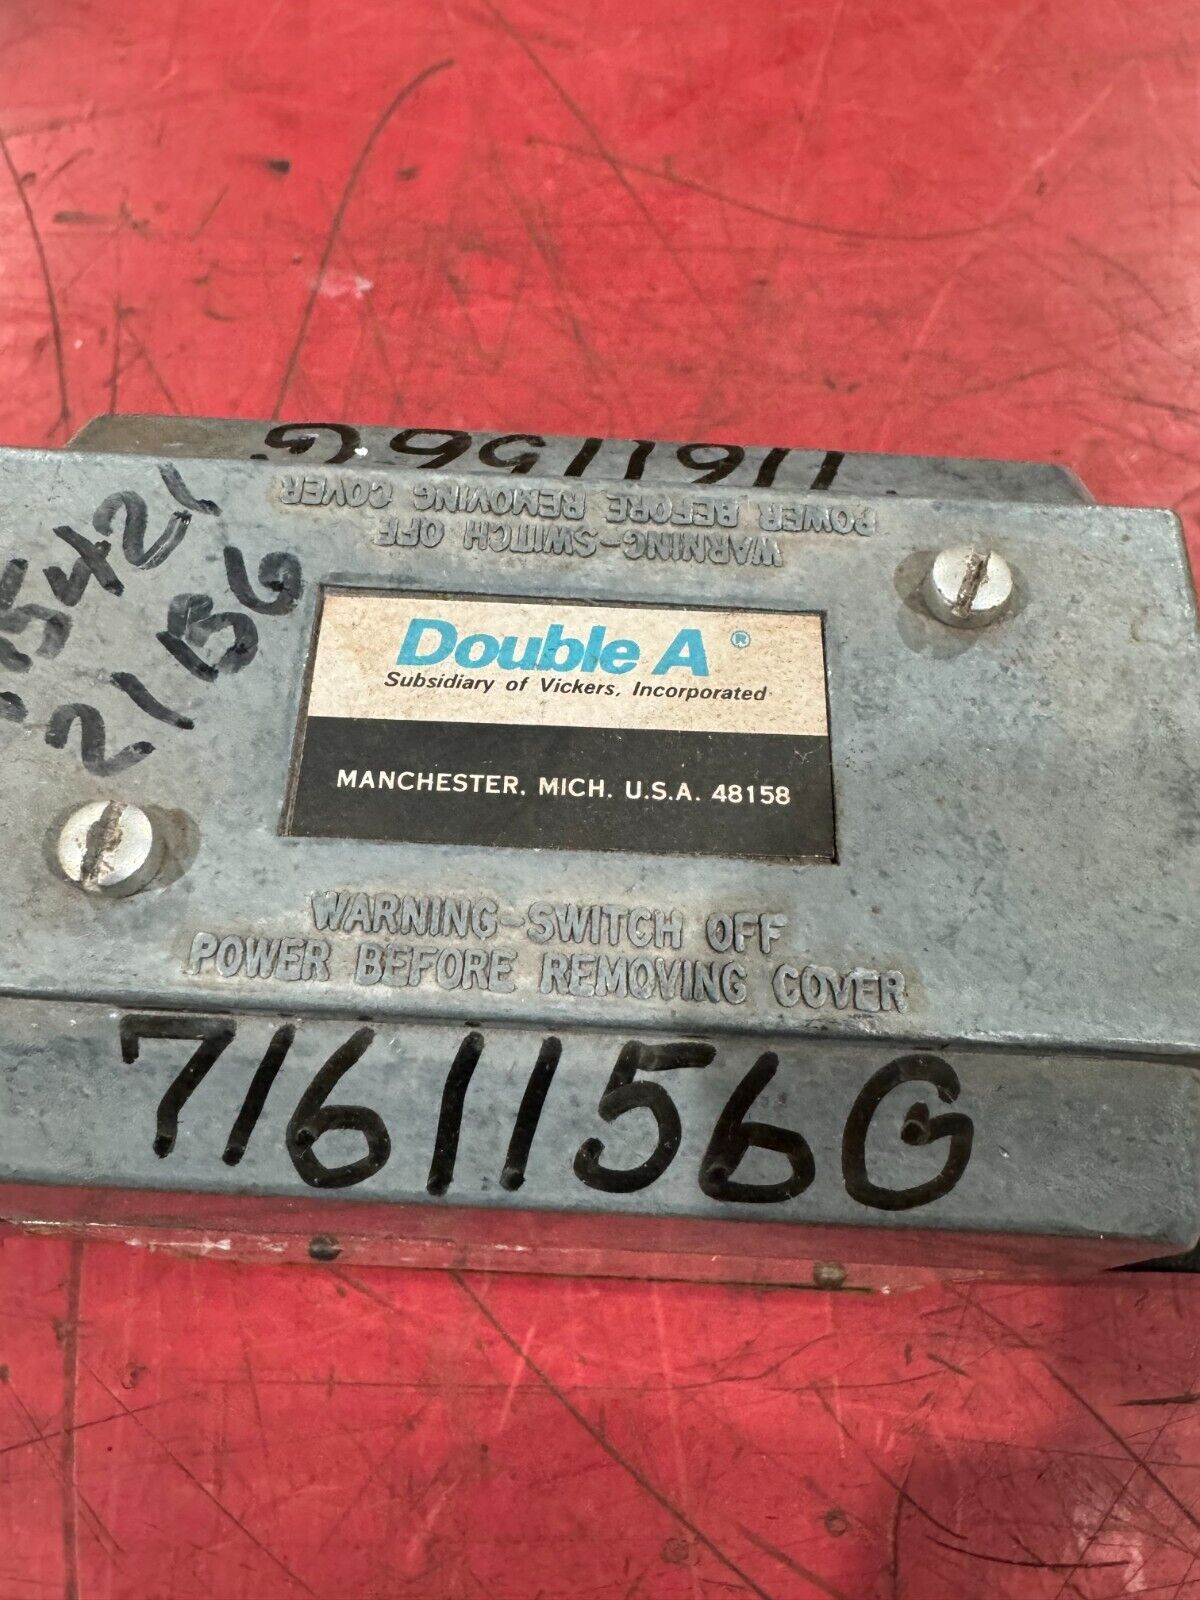 7161156G
WARNING-SWITCH OFF
POWER BEFORE REMOVING COVER
21B6
Double A ®
Subsidiary of Vickers, Incorporated
MANCHESTER, MICH. U.S.A. 48158
WARNING-SWITCH OFF
POWER BEFORE REMOVING COVER
7161156G